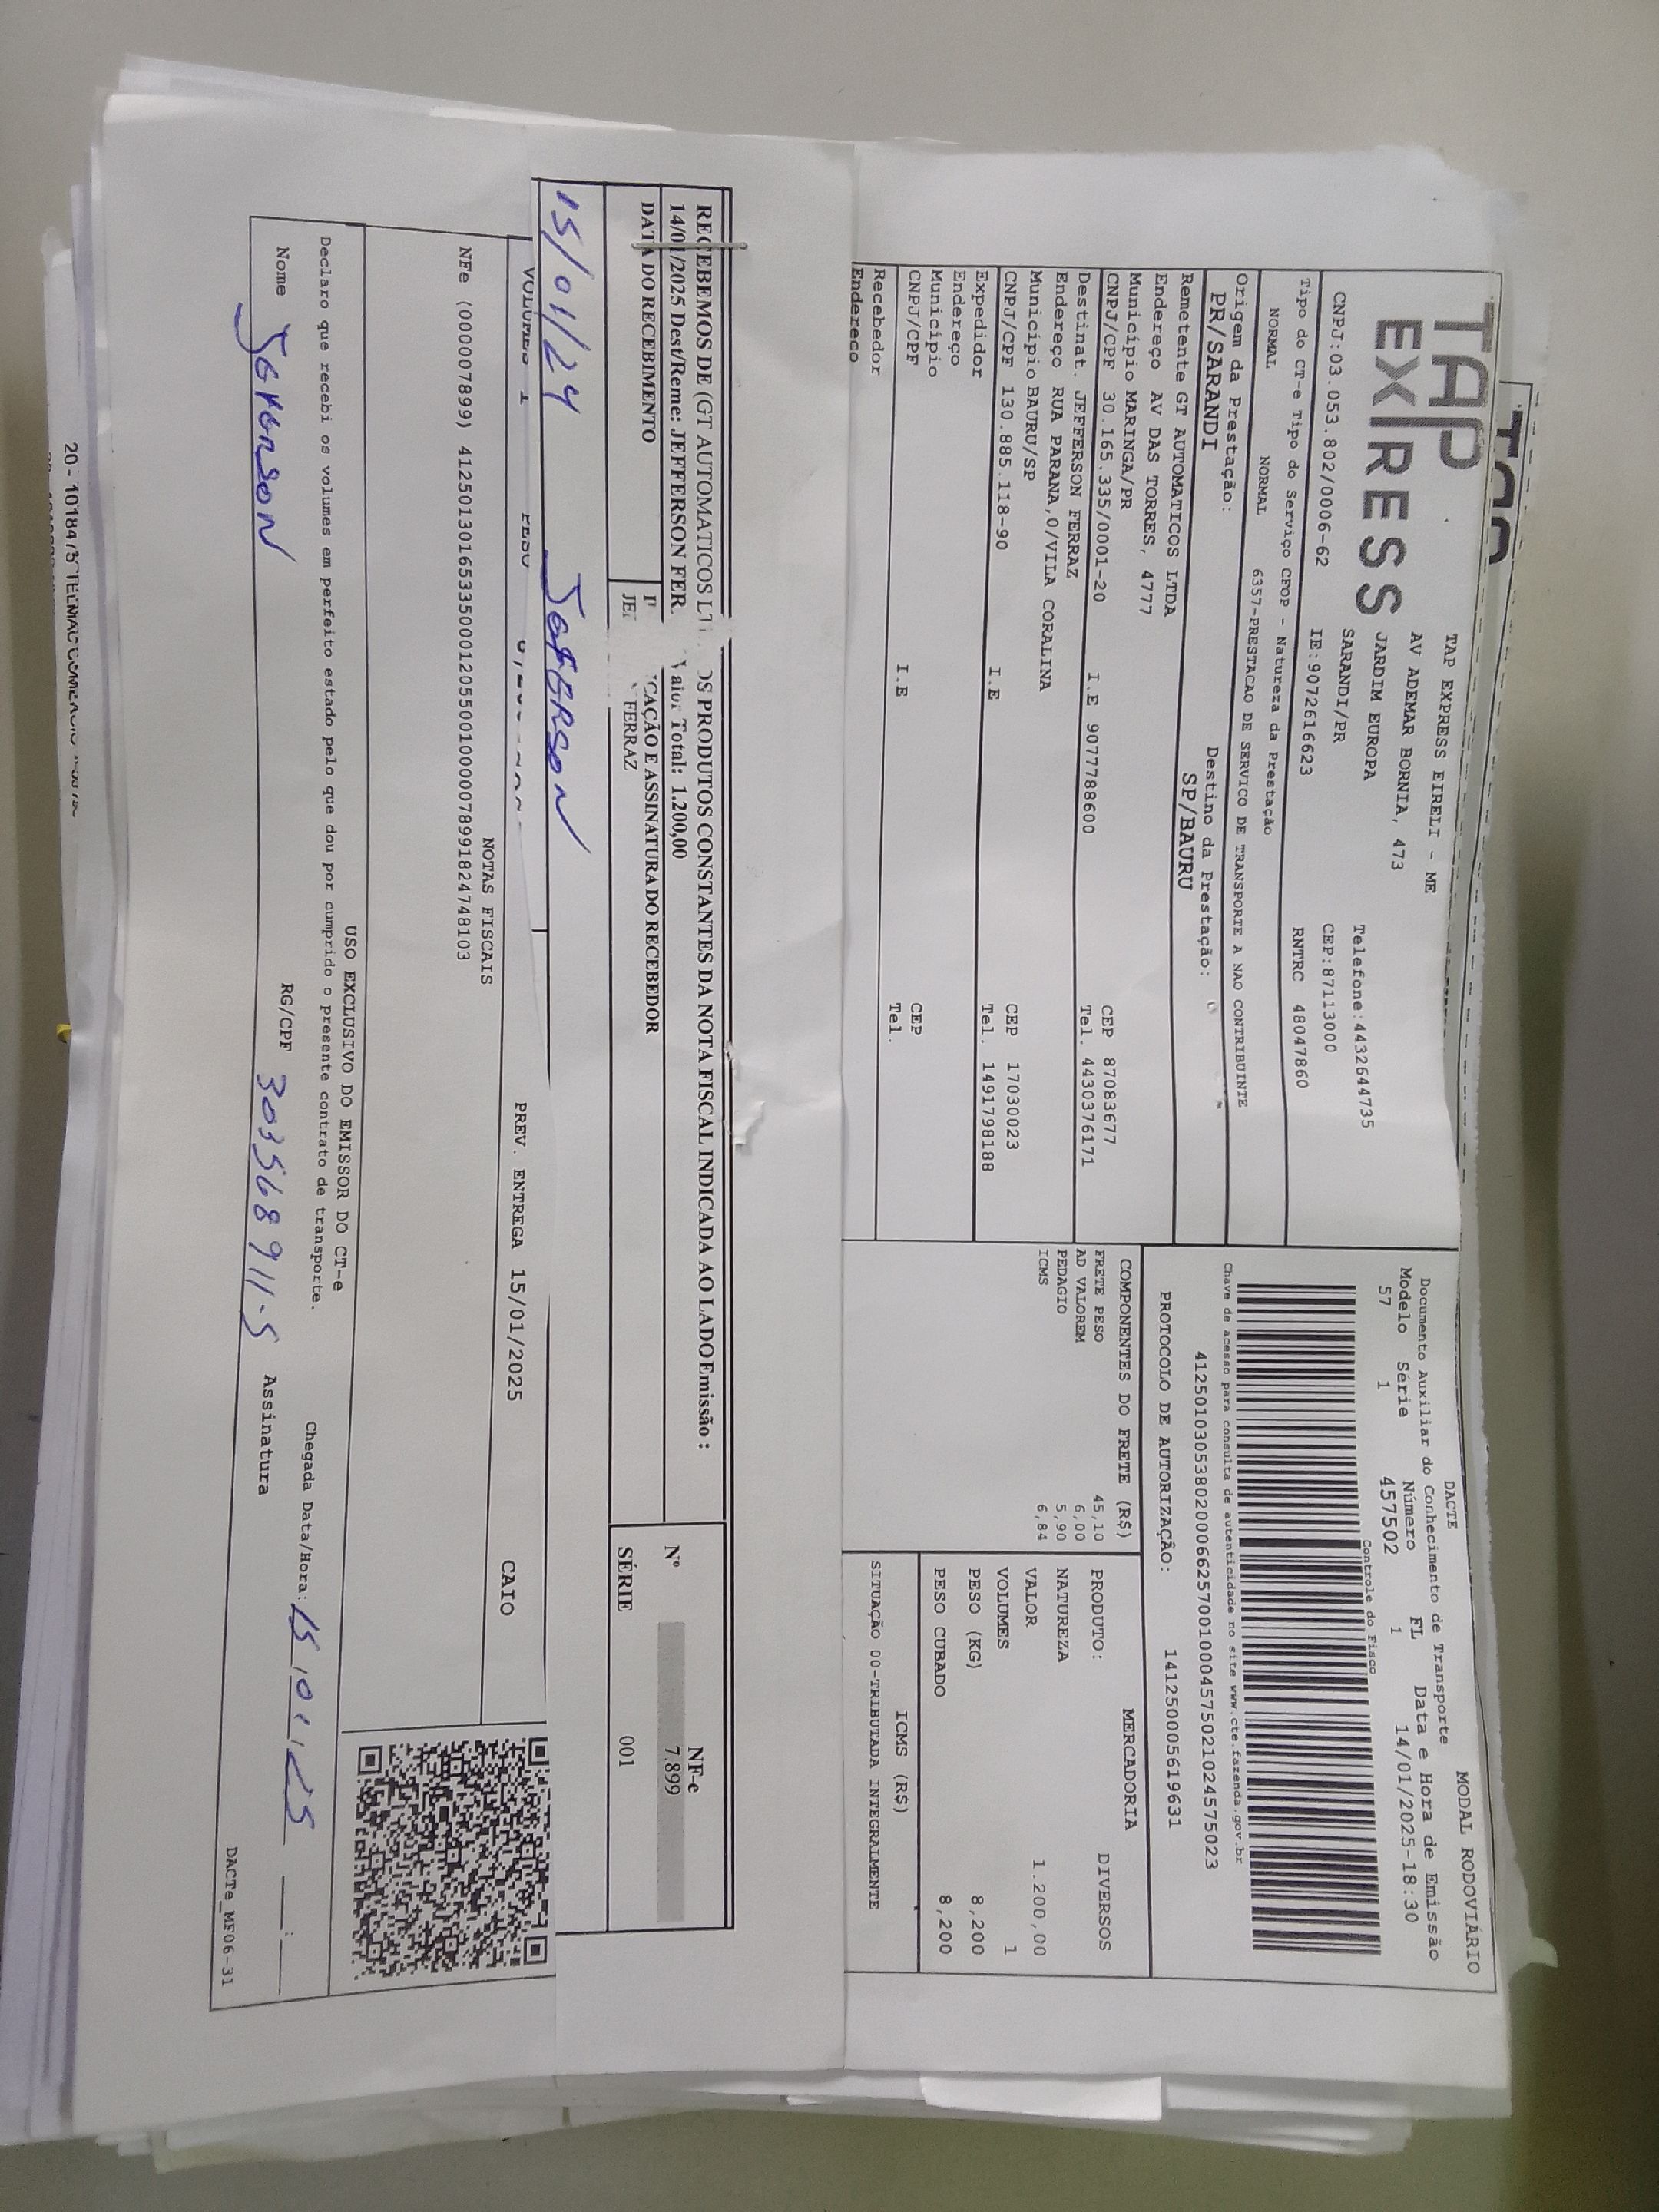 TAP
EXPRESS
TAP EXPRESS EIRELI - ME
AV ADEMAR BORNIA, 473
JARDIM EUROPA
SARANDI/PR
Telefone:4432644735
CEP:87113000
CNPJ:03.053.802/0006-62
IE:9072616623
RNTRC 48047860
Tipo do CT-e Tipo do Serviço CFOP - Natureza da Prestação
NORMAL NORMAL 6357-PRESTACAO DE SERVICO DE TRANSPORTE A NAO CONTRIBUINTE
Origem da Prestação: Destino da Prestação:
PR/SARANDI SP/BAURU
Remetente GT AUTOMATICOS LTDA
Endereço AV DAS TORRES, 4777
Município MARINGA/PR CEP 87083677
CNPJ/CPF 30.165.335/0001-20 I.E 9077788600 Tel. 4430376171
Destinat. JEFFERSON FERRAZ
Endereço RUA PARANA,0/VILA CORALINA
Município BAURU/SP CEP 17030023
CNPJ/CPF 130.885.118-90 I.E Tel. 1491798188
Expedidor
Endereço
Município CEP
CNPJ/CPF I.E Tel.
Recebedor
Endereço
DACTE MODAL RODOVIÁRIO
Documento Auxiliar do Conhecimento de Transporte
Modelo Série Número FL Data e Hora de Emissão
57 1 457502 1 14/01/2025-18:30
Controle do Fisco
Chave de acesso para consulta de autenticidade no site www.cte.fazenda.gov.br
41250103053802000662570010004575021024575023
PROTOCOLO DE AUTORIZAÇÃO: 141250005619631
COMPONENTES DO FRETE (R$)
FRETE PESO 45,10
AD VALOREM 6,00
PEDAGIO 5,90
ICMS 6,84
MERCADORIA
PRODUTO: DIVERSOS
NATUREZA
VALOR 1.200,00
VOLUMES 1
PESO (KG) 8,200
PESO CUBADO 8,200
ICMS (R$)
SITUAÇÃO 00-TRIBUTADA INTEGRALMENTE
RECEBEMOS DE (GT AUTOMATICOS LT OS PRODUTOS CONSTANTES DA NOTA FISCAL INDICADA AO LADO Emissão :
14/01/2025 Dest/Reme: JEFFERSON FER Valor Total: 1.200,00
DATA DO RECEBIMENTO CAÇÃO E ASSINATURA DO RECEBEDOR
JEF FERRAZ
NF-e
Nº 7.899
SÉRIE 001
15/01/24 Jeferson
VOLUMES 1 PESO
PREV. ENTREGA 15/01/2025 CAIO
NOTAS FISCAIS
NFe (000007899) 41250130165335000120550010000078991824748103
USO EXCLUSIVO DO EMISSOR DO CT-e
Declaro que recebi os volumes em perfeito estado pelo que dou por cumprido o presente contrato de transporte.
Chegada Data/Hora: 15/01/25 __:__
Nome Jeferson RG/CPF 303568911-5 Assinatura
DACTe_MF06-31